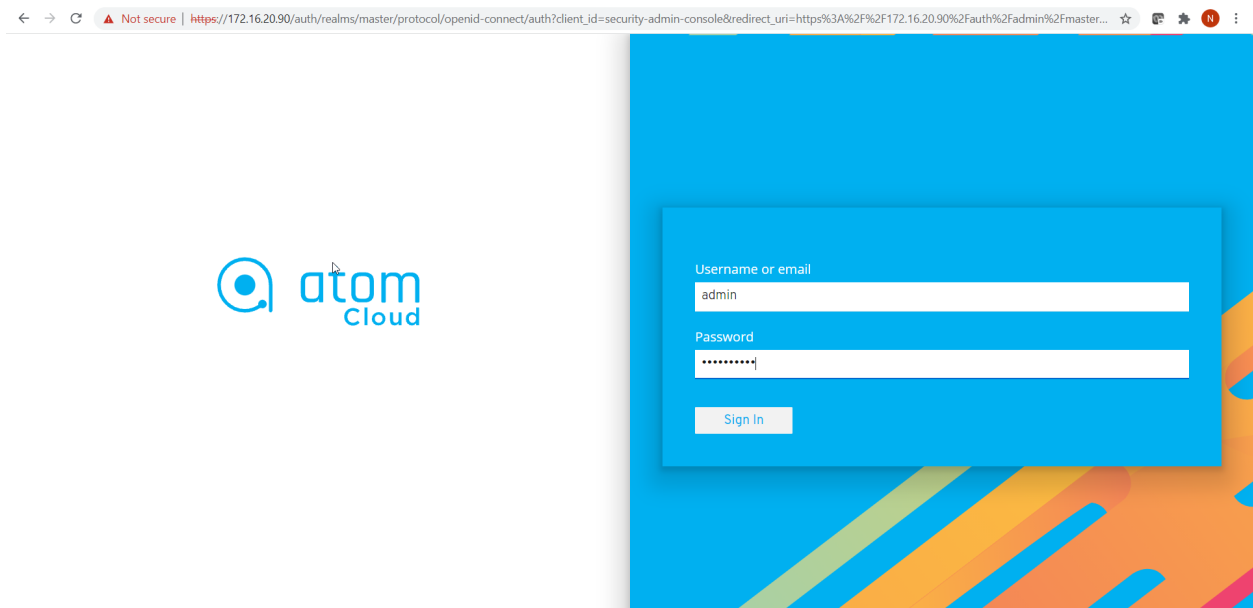 Not secure | https://172.16.20.90/auth/realms/master/protocol/openid-connect/auth?client_id=security-admin-console&redirect_uri=https%3A%2F%2F172.16.20.90%2Fauth%2Fadmin%2Fmaster...
N
atom
Cloud
Username or email
admin
Password
••••••••••
Sign In